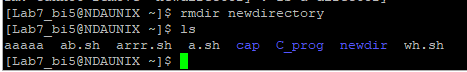 [Lab7_bi5@NDAUNIX ~]$ rmdir newdirectory
[Lab7_bi5@NDAUNIX ~]$ ls
aaaaa  ab.sh  arrr.sh  a.sh  cap  C_prog  newdir  wh.sh
[Lab7_bi5@NDAUNIX ~]$